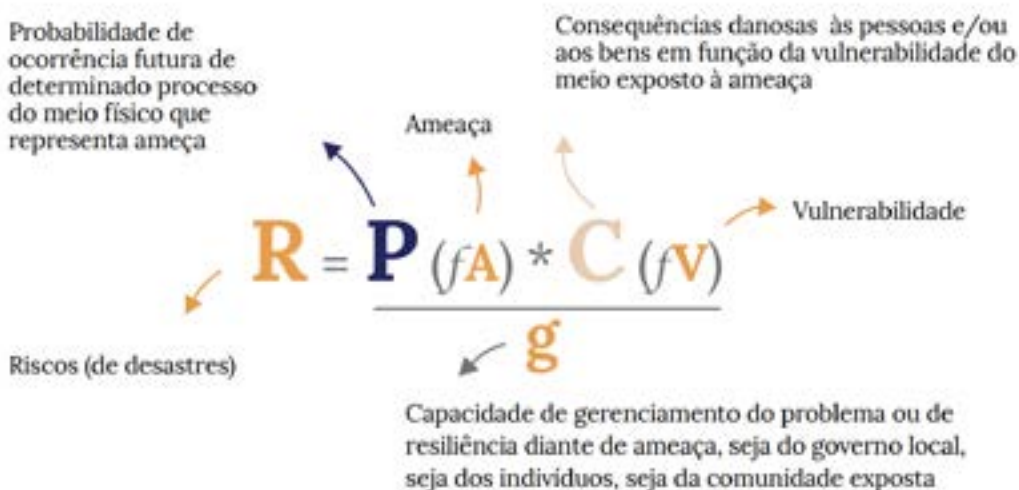 Probabilidade de
ocorrência futura de
determinado processo
do meio físico que
representa ameça
Consequências danosas às pessoas e/ou
aos bens em função da vulnerabilidade do
meio exposto à ameaça
Ameaça
Vulnerabilidade
R = P (fA) * C (fV)
g
Riscos (de desastres)
Capacidade de gerenciamento do problema ou de
resiliência diante de ameaça, seja do governo local,
seja dos indivíduos, seja da comunidade exposta